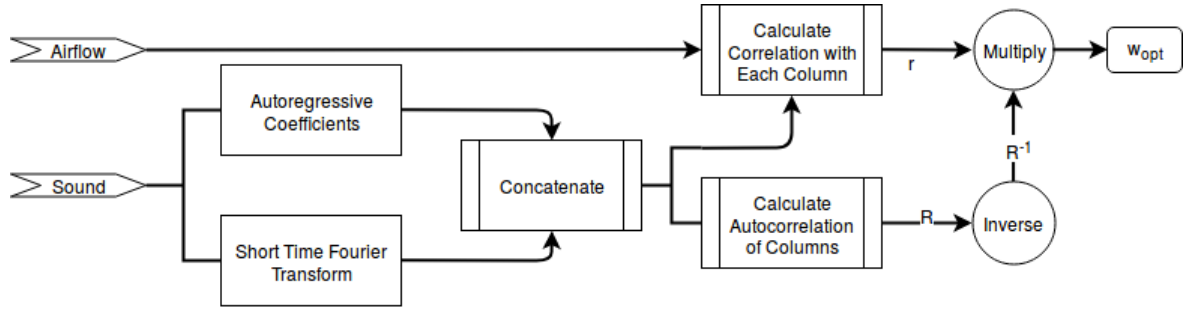 Airflow
Calculate
Correlation with
Each Column
r
Multiply
w_opt
Autoregressive
Coefficients
Sound
Concatenate
R^-1
Calculate
Autocorrelation
of Columns
R
Inverse
Short Time Fourier
Transform